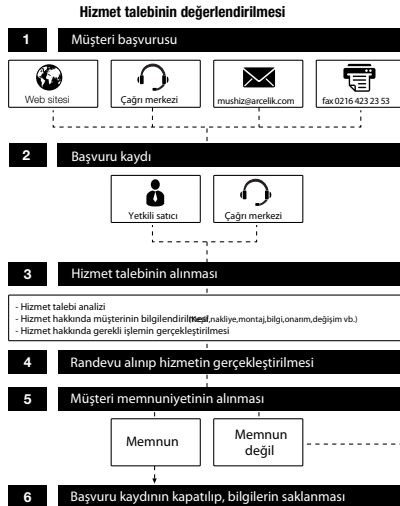 Hizmet talebinin değerlendirilmesi
1 Müşteri başvurusu
Web sitesi
Çağrı merkezi
mushiz@arcelik.com
fax 0216 423 23 53
2 Başvuru kaydı
Yetkili satıcı
Çağrı merkezi
3 Hizmet talebinin alınması
- Hizmet talebi analizi
- Hizmet hakkında müşterinin bilgilendirilmesi(Keşif,nakliye,montaj,bilgi,onarım,değişim vb.)
- Hizmet hakkında gerekli işlemin gerçekleştirilmesi
4 Randevu alınıp hizmetin gerçekleştirilmesi
5 Müşteri memnuniyetinin alınması
Memnun
Memnun
değil
6 Başvuru kaydının kapatılıp, bilgilerin saklanması